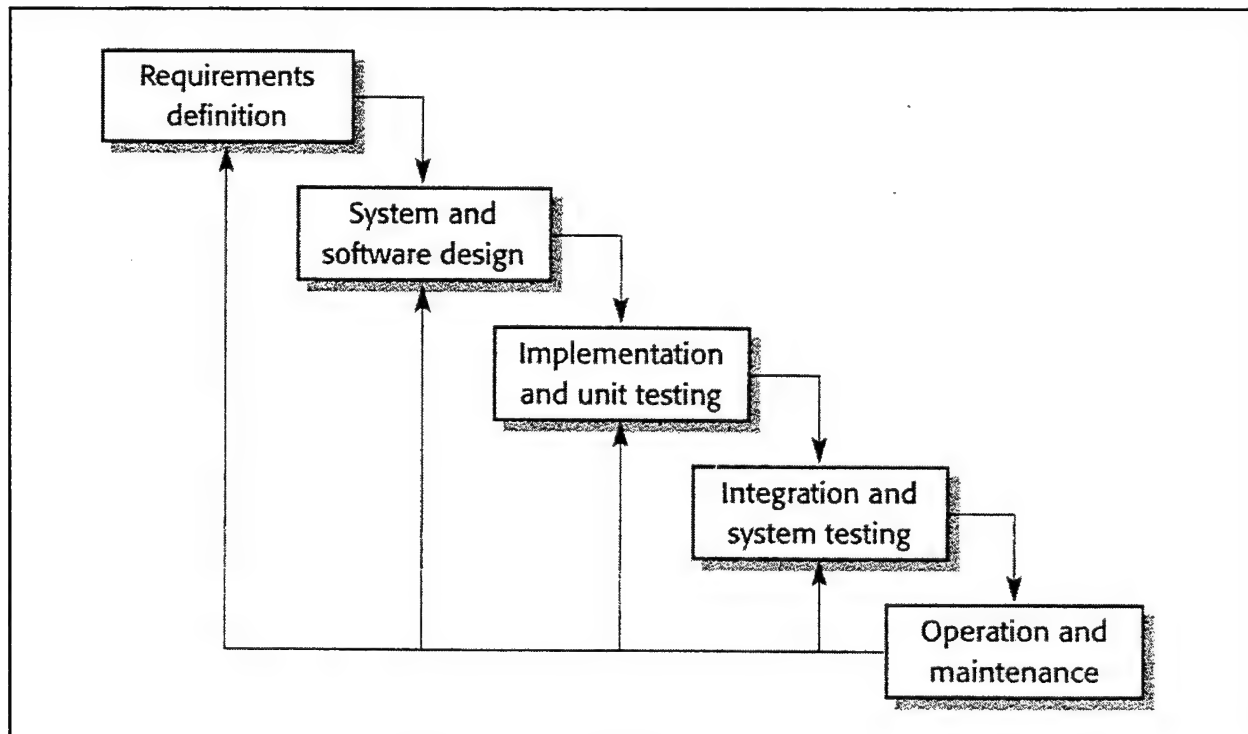 Requirements
definition
System and
software design
Implementation
and unit testing
Integration and
system testing
Operation and
maintenance